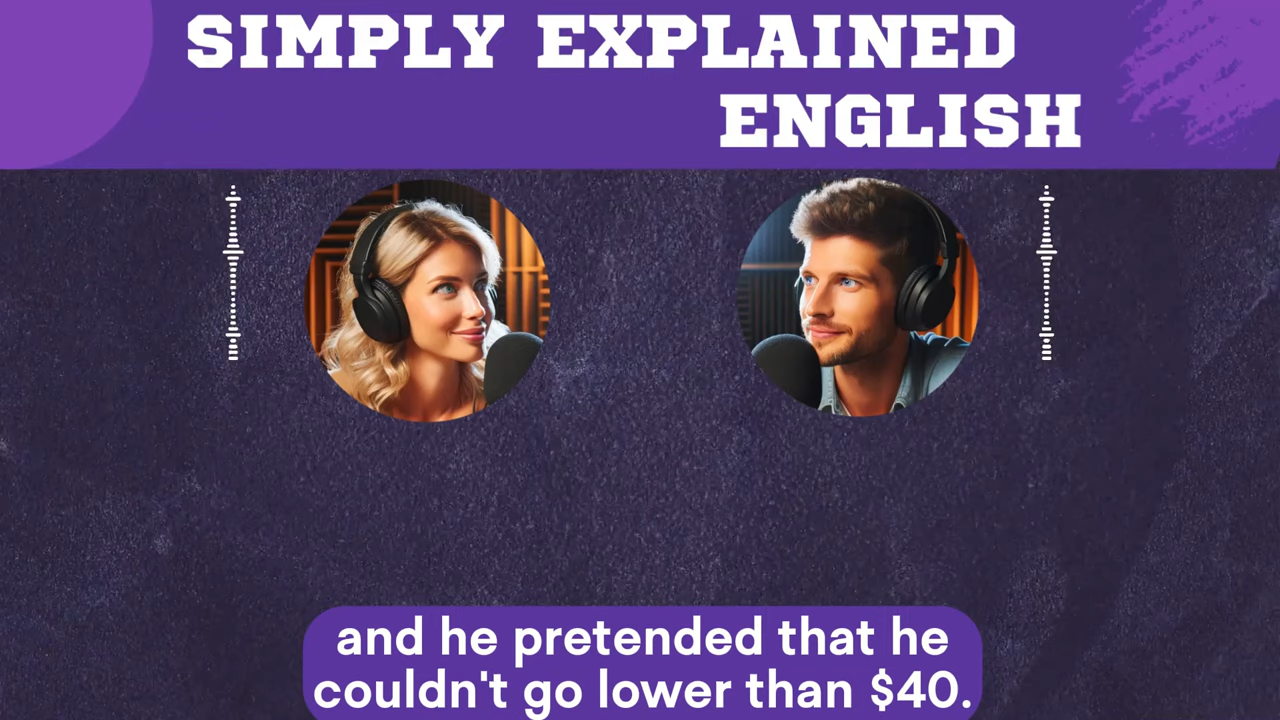 SIMPLY EXPLAINED
ENGLISH
and he pretended that he
couldn't go lower than $40.